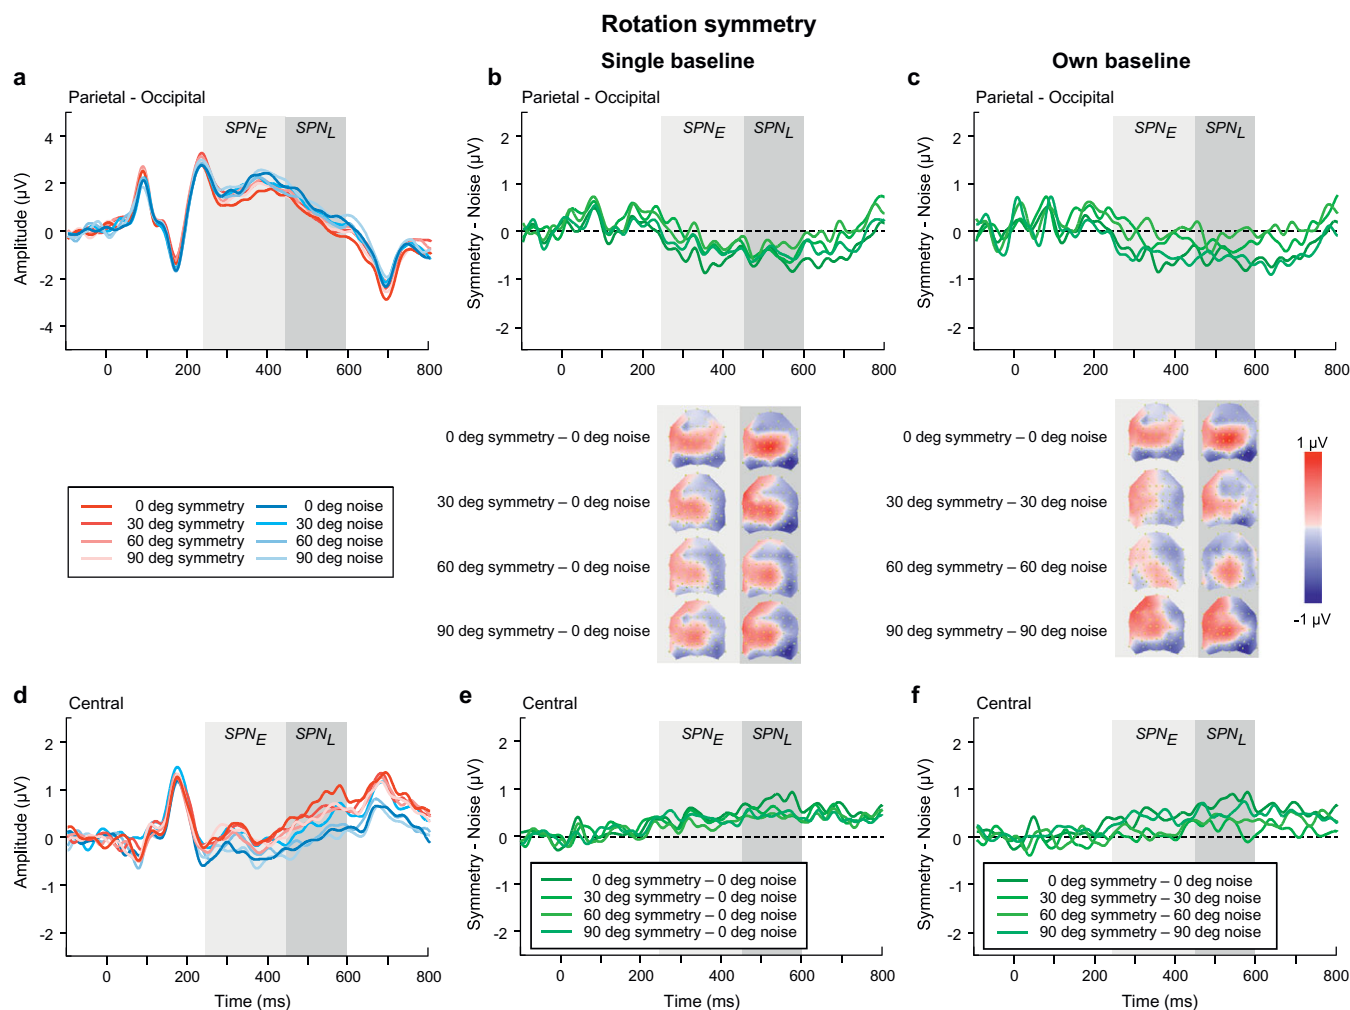 Rotation symmetry
Single baseline
Own baseline
a
b
c
Parietal - Occipital
Parietal - Occipital
Parietal - Occipital
SPNE
SPNL
SPNE
SPNL
SPNE
SPNL
Amplitude (µV)
4
2
0
-2
-4
0
200
400
600
800
Symmetry - Noise (µV)
2
1
0
-1
-2
0
200
400
600
800
Symmetry - Noise (µV)
2
1
0
-1
-2
0
200
400
600
800
0 deg symmetry
0 deg noise
30 deg symmetry
30 deg noise
60 deg symmetry
60 deg noise
90 deg symmetry
90 deg noise
0 deg symmetry – 0 deg noise
30 deg symmetry – 0 deg noise
60 deg symmetry – 0 deg noise
90 deg symmetry – 0 deg noise
0 deg symmetry – 0 deg noise
30 deg symmetry – 30 deg noise
60 deg symmetry – 60 deg noise
90 deg symmetry – 90 deg noise
1 µV
-1 µV
d
e
f
Central
Central
Central
SPNE
SPNL
SPNE
SPNL
SPNE
SPNL
Amplitude (µV)
2
1
0
-1
-2
0
200
400
600
800
Time (ms)
Symmetry - Noise (µV)
2
1
0
-1
-2
0 deg symmetry – 0 deg noise
30 deg symmetry – 0 deg noise
60 deg symmetry – 0 deg noise
90 deg symmetry – 0 deg noise
0
200
400
600
800
Time (ms)
Symmetry - Noise (µV)
2
1
0
-1
-2
0 deg symmetry – 0 deg noise
30 deg symmetry – 30 deg noise
60 deg symmetry – 60 deg noise
90 deg symmetry – 90 deg noise
0
200
400
600
800
Time (ms)